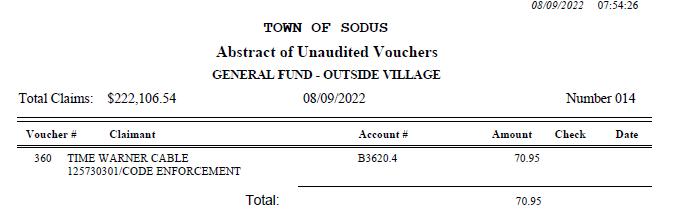 08/09/2022 07:54:26
TOWN OF SODUS
Abstract of Unaudited Vouchers
GENERAL FUND - OUTSIDE VILLAGE
Total Claims: $222,106.54 08/09/2022 Number 014
Voucher # Claimant Account # Amount Check Date
360 TIME WARNER CABLE B3620.4 70.95
125730301/CODE ENFORCEMENT
Total: 70.95